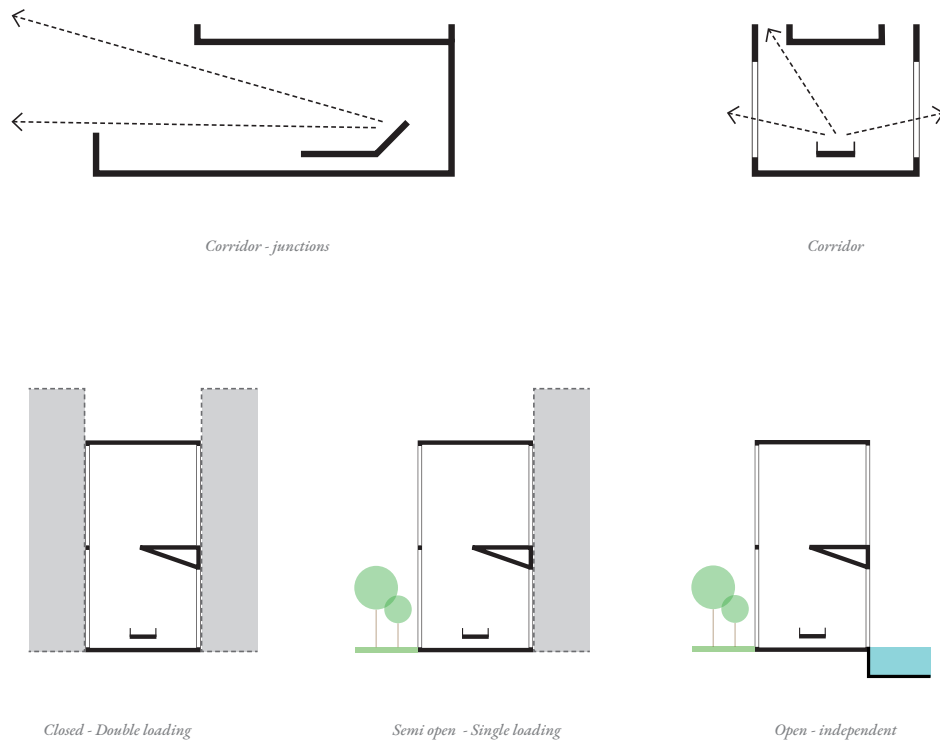 Corridor - junctions
Corridor
Closed - Double loading
Semi open - Single loading
Open - independent